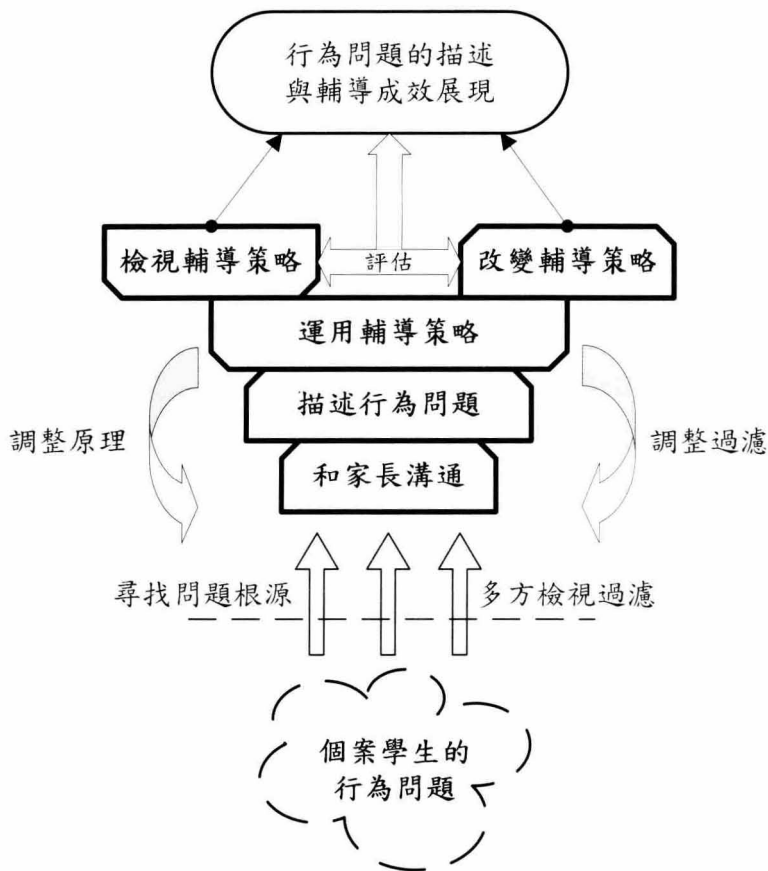 行為問題的描述
與輔導成效展現
檢視輔導策略
評估
改變輔導策略
運用輔導策略
描述行為問題
調整原理
調整過濾
和家長溝通
尋找問題根源
多方檢視過濾
個案學生的
行為問題